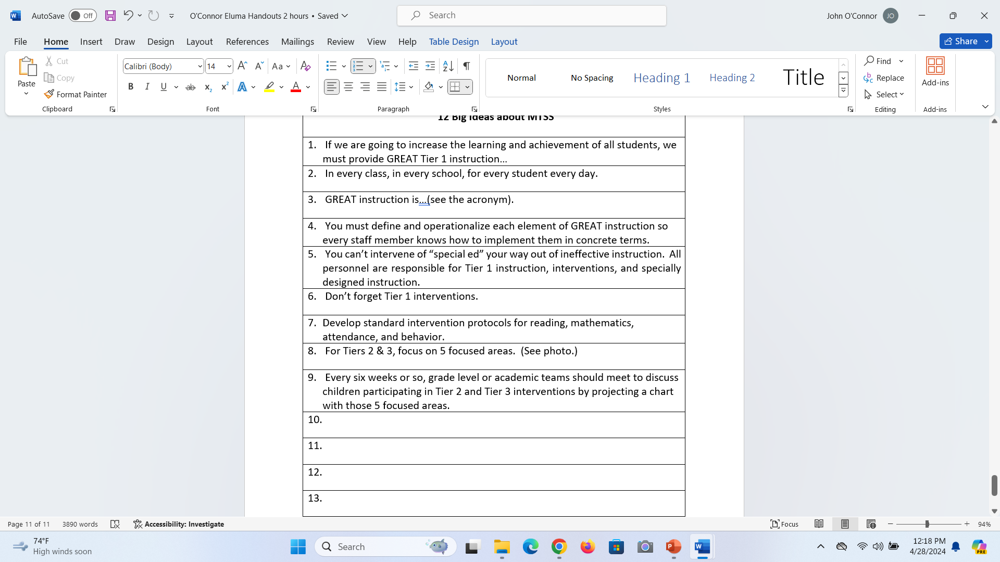 AutoSave Off O'Connor Eluma Handouts 2 hours • Saved Search John O'Connor JO
File Home Insert Draw Design Layout References Mailings Review View Help Table Design Layout Share
Paste Cut Copy Format Painter Clipboard
Calibri (Body) 14 Aa Font
Paragraph
Normal No Spacing Heading 1 Heading 2 Title Styles
Find Replace Select Editing
Add-ins Add-ins
12 Big Ideas about MTSS
1. If we are going to increase the learning and achievement of all students, we
must provide GREAT Tier 1 instruction…
2. In every class, in every school, for every student every day.
3. GREAT instruction is…(see the acronym).
4. You must define and operationalize each element of GREAT instruction so
every staff member knows how to implement them in concrete terms.
5. You can’t intervene of “special ed” your way out of ineffective instruction. All
personnel are responsible for Tier 1 instruction, interventions, and specially
designed instruction.
6. Don’t forget Tier 1 interventions.
7. Develop standard intervention protocols for reading, mathematics,
attendance, and behavior.
8. For Tiers 2 & 3, focus on 5 focused areas. (See photo.)
9. Every six weeks or so, grade level or academic teams should meet to discuss
children participating in Tier 2 and Tier 3 interventions by projecting a chart
with those 5 focused areas.
10.
11.
12.
13.
Page 11 of 11 3890 words Accessibility: Investigate Focus 94%
74°F
High winds soon
Search
12:18 PM
4/28/2024
PRE